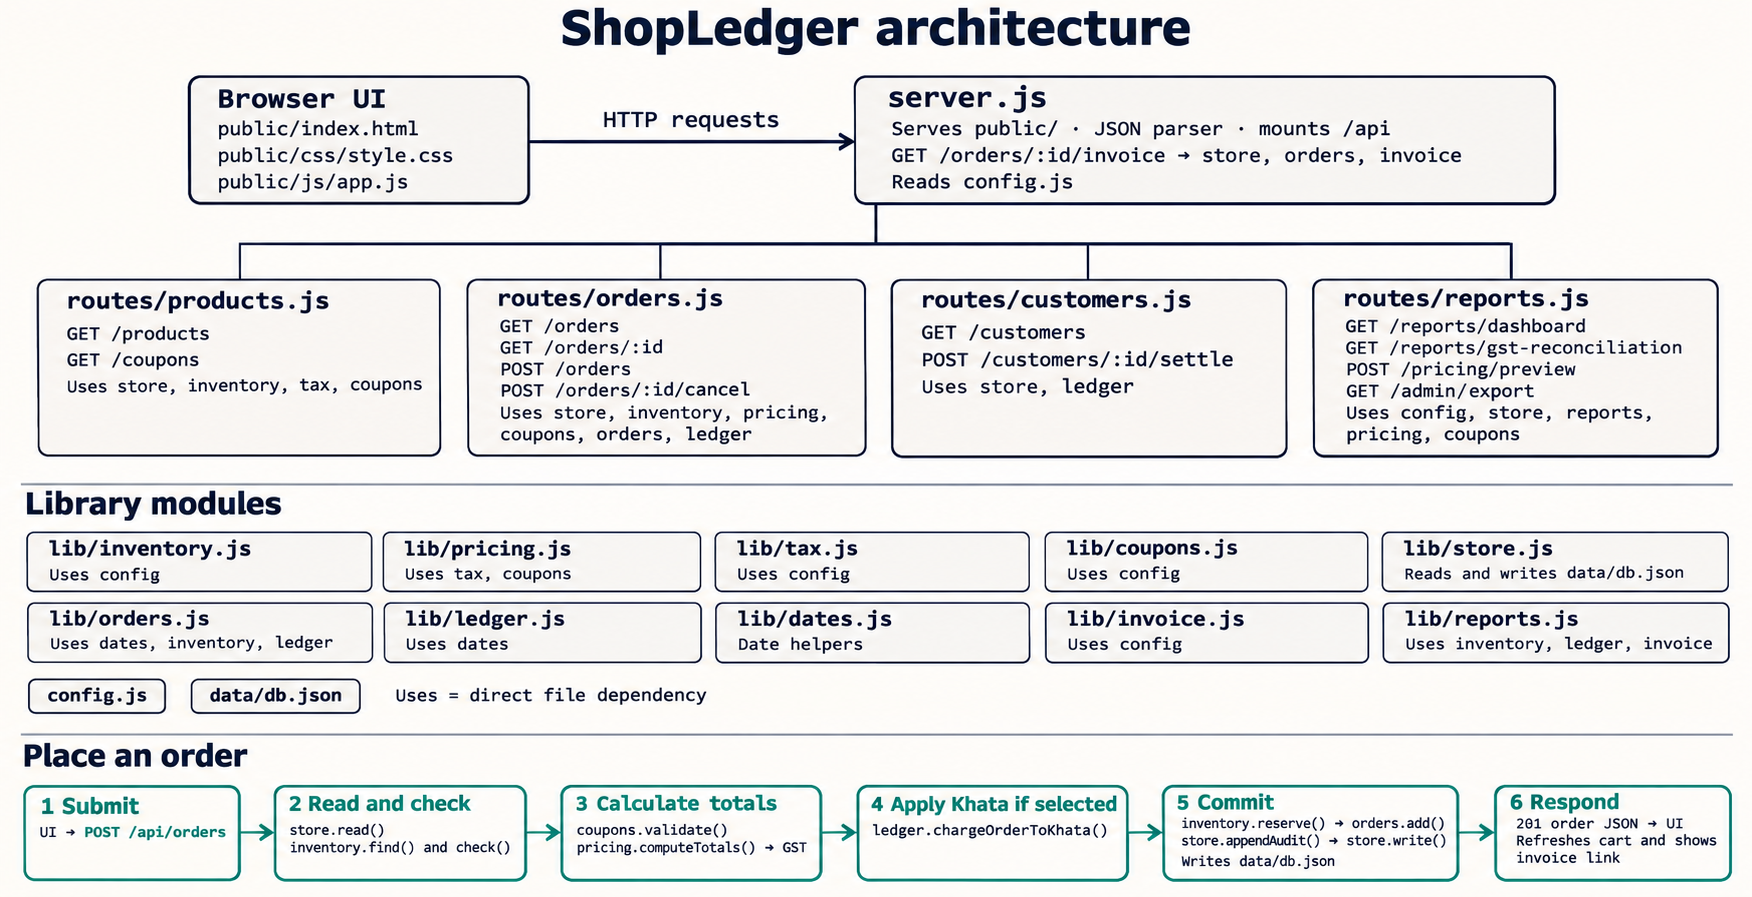 ShopLedger architecture
Browser UI
public/index.html
public/css/style.css
public/js/app.js
HTTP requests
server.js
Serves public/ · JSON parser · mounts /api
GET /orders/:id/invoice → store, orders, invoice
Reads config.js
routes/products.js
GET /products
GET /coupons
Uses store, inventory, tax, coupons
routes/orders.js
GET /orders
GET /orders/:id
POST /orders
POST /orders/:id/cancel
Uses store, inventory, pricing,
coupons, orders, ledger
routes/customers.js
GET /customers
POST /customers/:id/settle
Uses store, ledger
routes/reports.js
GET /reports/dashboard
GET /reports/gst-reconciliation
POST /pricing/preview
GET /admin/export
Uses config, store, reports,
pricing, coupons
Library modules
lib/inventory.js
Uses config
lib/pricing.js
Uses tax, coupons
lib/tax.js
Uses config
lib/coupons.js
Uses config
lib/store.js
Reads and writes data/db.json
lib/orders.js
Uses dates, inventory, ledger
lib/ledger.js
Uses dates
lib/dates.js
Date helpers
lib/invoice.js
Uses config
lib/reports.js
Uses inventory, ledger, invoice
config.js
data/db.json
Uses = direct file dependency
Place an order
1 Submit
UI → POST /api/orders
2 Read and check
store.read()
inventory.find() and check()
3 Calculate totals
coupons.validate()
pricing.computeTotals() → GST
4 Apply Khata if selected
ledger.chargeOrderToKhata()
5 Commit
inventory.reserve() → orders.add()
store.appendAudit() → store.write()
Writes data/db.json
6 Respond
201 order JSON → UI
Refreshes cart and shows
invoice link